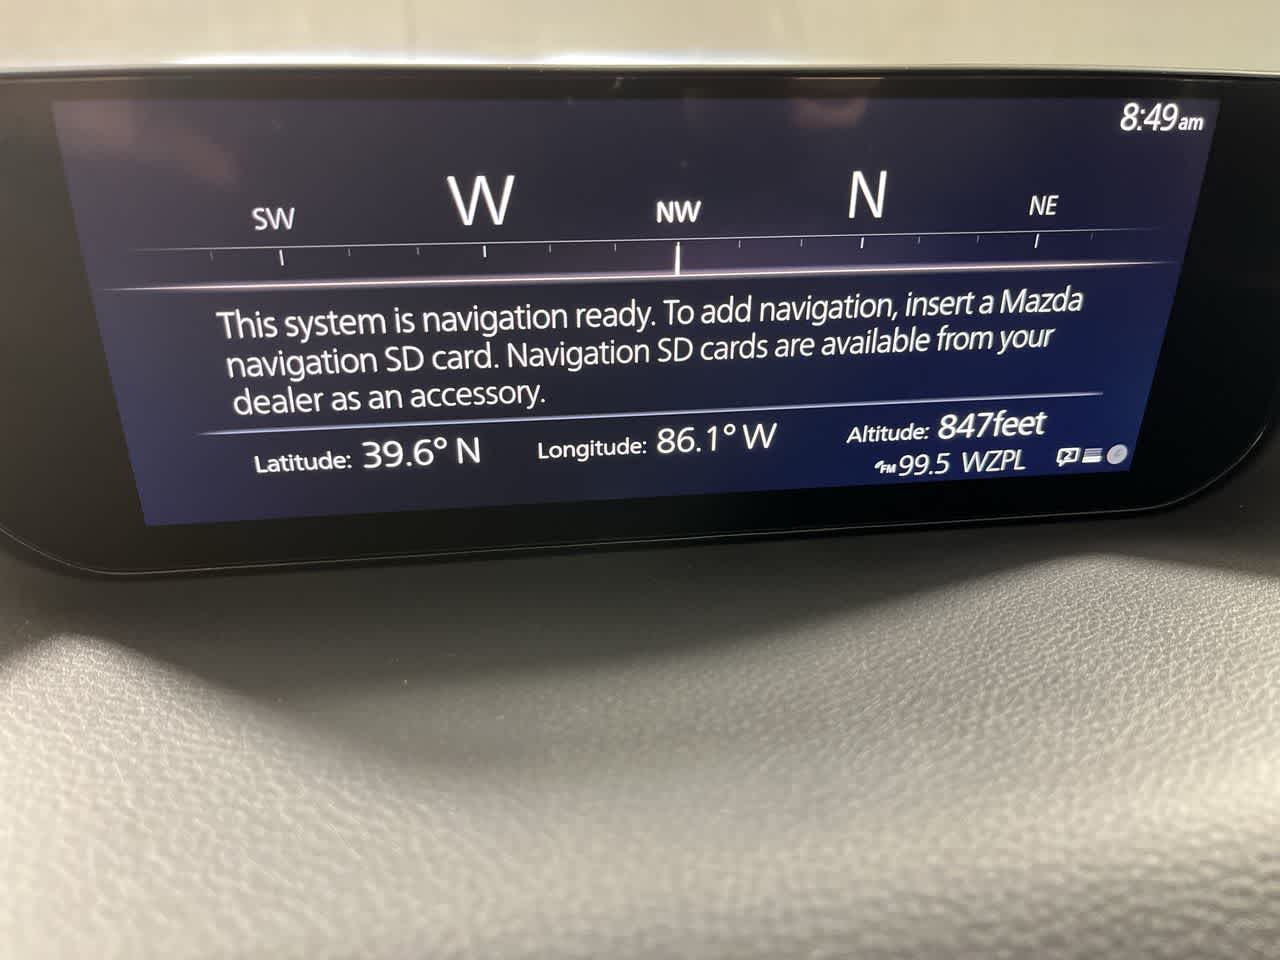 8:49am
SW W NW N NE
This system is navigation ready. To add navigation, insert a Mazda
navigation SD card. Navigation SD cards are available from your
dealer as an accessory.
Latitude: 39.6° N Longitude: 86.1° W Altitude: 847feet
FM 99.5 WZPL